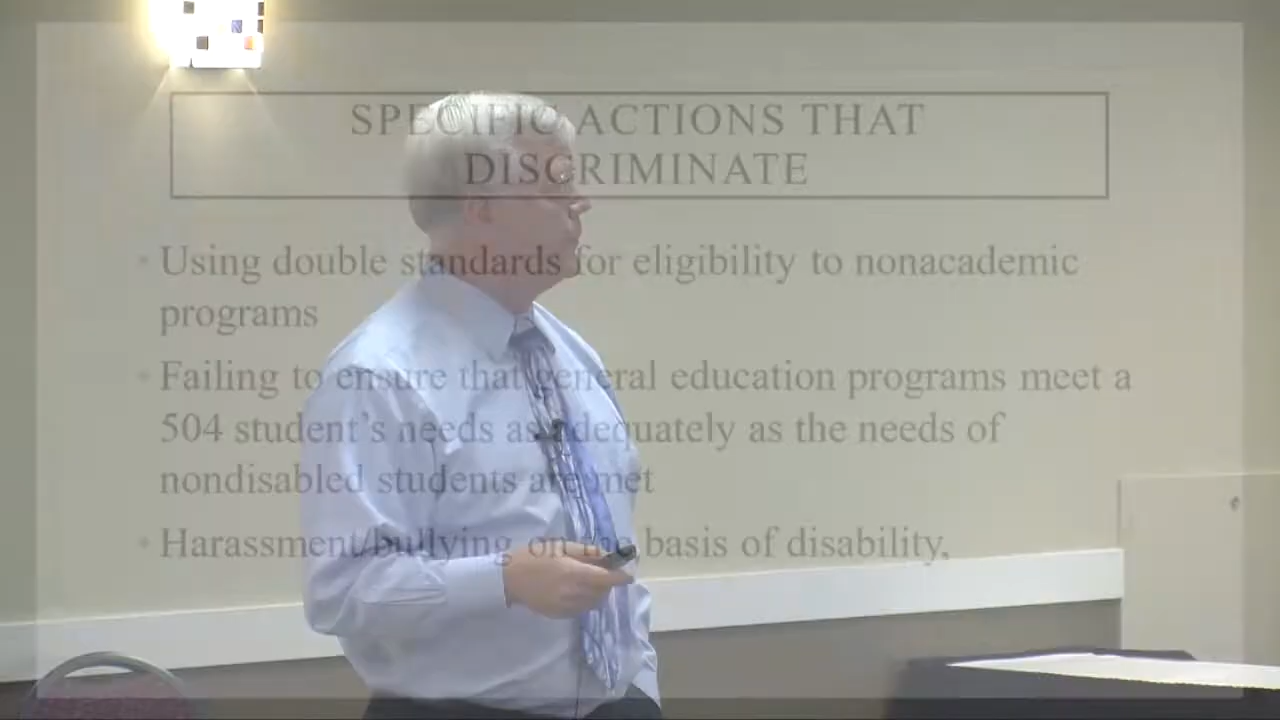 SPECIFIC ACTIONS THAT
DISCRIMINATE
• Using double standards for eligibility to nonacademic
programs
• Failing to ensure that general education programs meet a
504 student’s needs as adequately as the needs of
nondisabled students are met
• Harassment/bullying on the basis of disability,